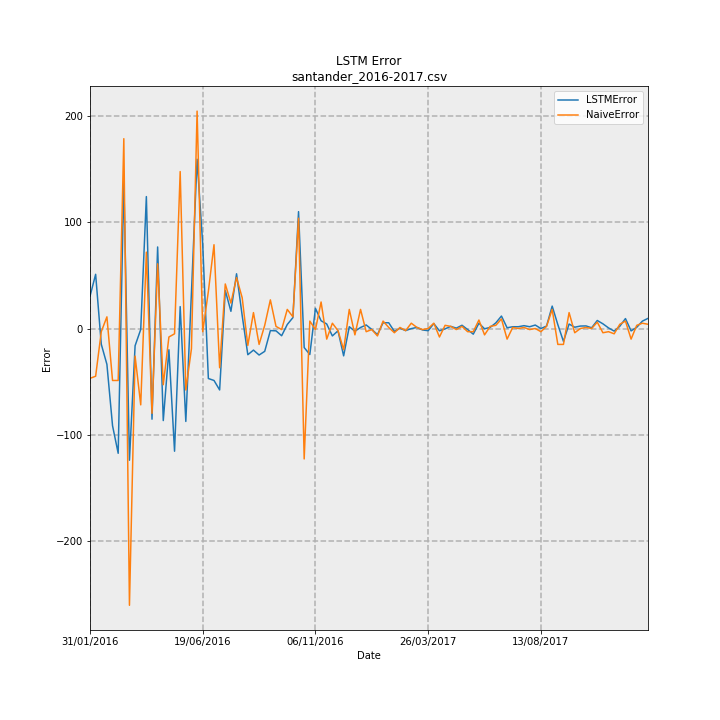 LSTM Error
santander_2016-2017.csv
LSTMError
NaiveError
200
100
0
−100
−200
Error
31/01/2016 19/06/2016 06/11/2016 26/03/2017 13/08/2017
Date